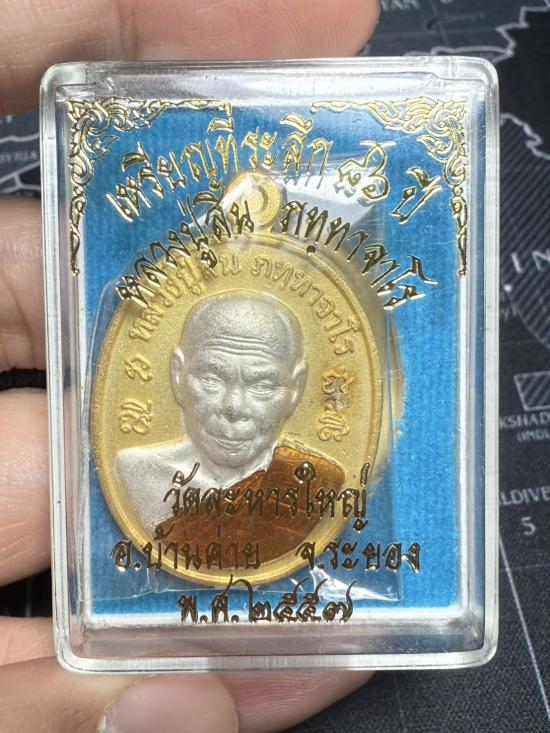 เหรียญที่ระลึก ๘๖ ปี
หลวงปู่สิ้น ภทฺทาจาโร
หลวงปู่สิ้น ภทฺทาจาโร
วัดละหารใหญ่
อ.บ้านค่าย จ.ระยอง
พ.ศ.๒๕๕๗